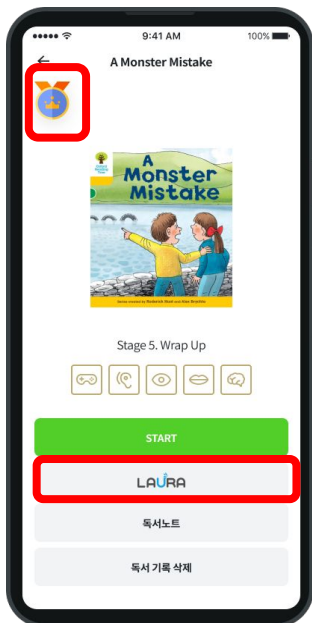 9:41 AM
100%
A Monster Mistake
A
Monster
Mistake
Stage 5. Wrap Up
START
LAURA
독서노트
독서 기록 삭제